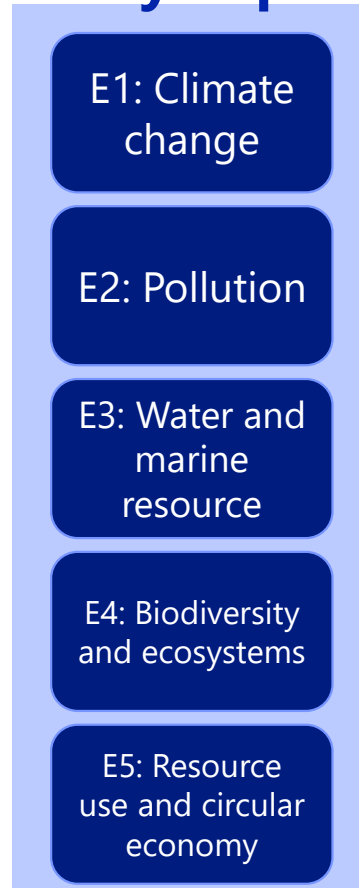 E1: Climate
change
E2: Pollution
E3: Water and
marine
resource
E4: Biodiversity
and ecosystems
E5: Resource
use and circular
economy